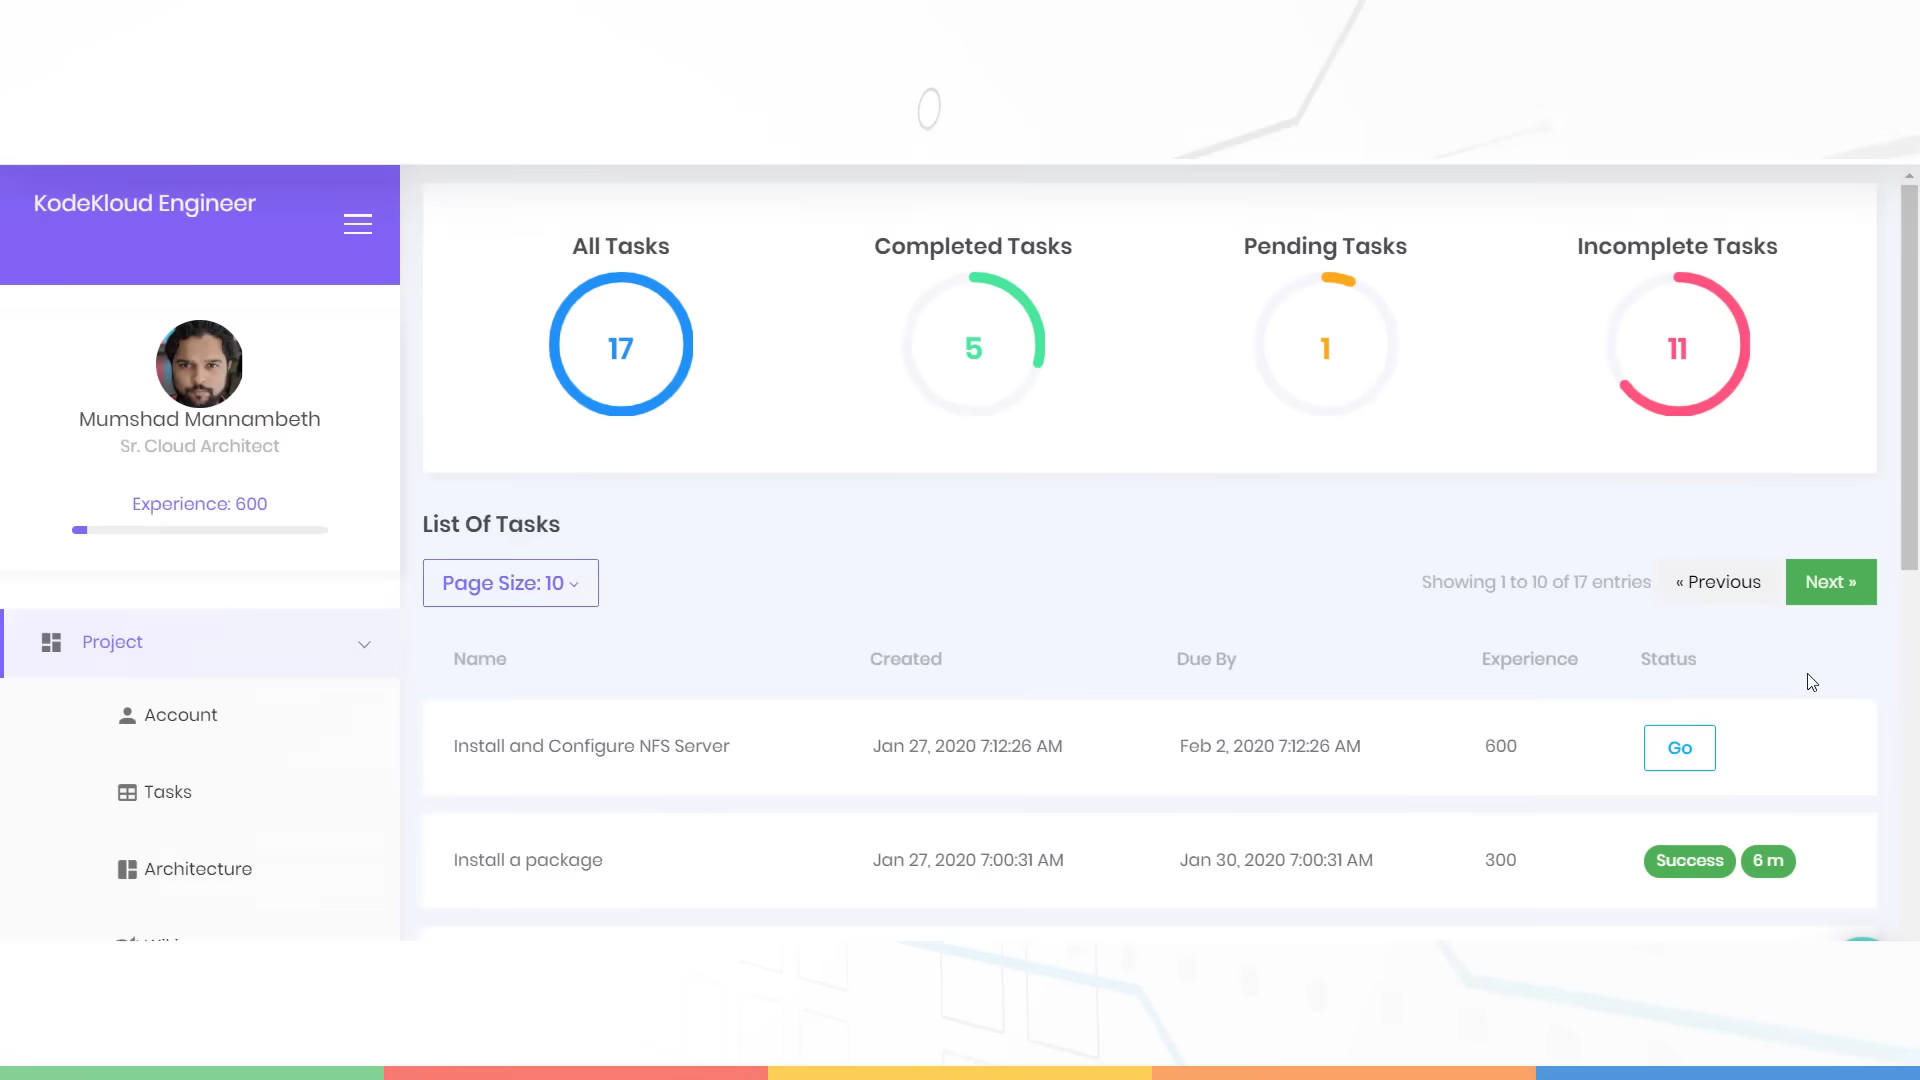 KodeKloud Engineer
Mumshad Mannambeth
Sr. Cloud Architect
Experience: 600
Project
Account
Tasks
Architecture
All Tasks
17
Completed Tasks
5
Pending Tasks
1
Incomplete Tasks
11
List Of Tasks
Page Size: 10
Showing 1 to 10 of 17 entries
« Previous
Next »
Name Created Due By Experience Status
Install and Configure NFS Server Jan 27, 2020 7:12:26 AM Feb 2, 2020 7:12:26 AM 600 Go
Install a package Jan 27, 2020 7:00:31 AM Jan 30, 2020 7:00:31 AM 300 Success 6 m